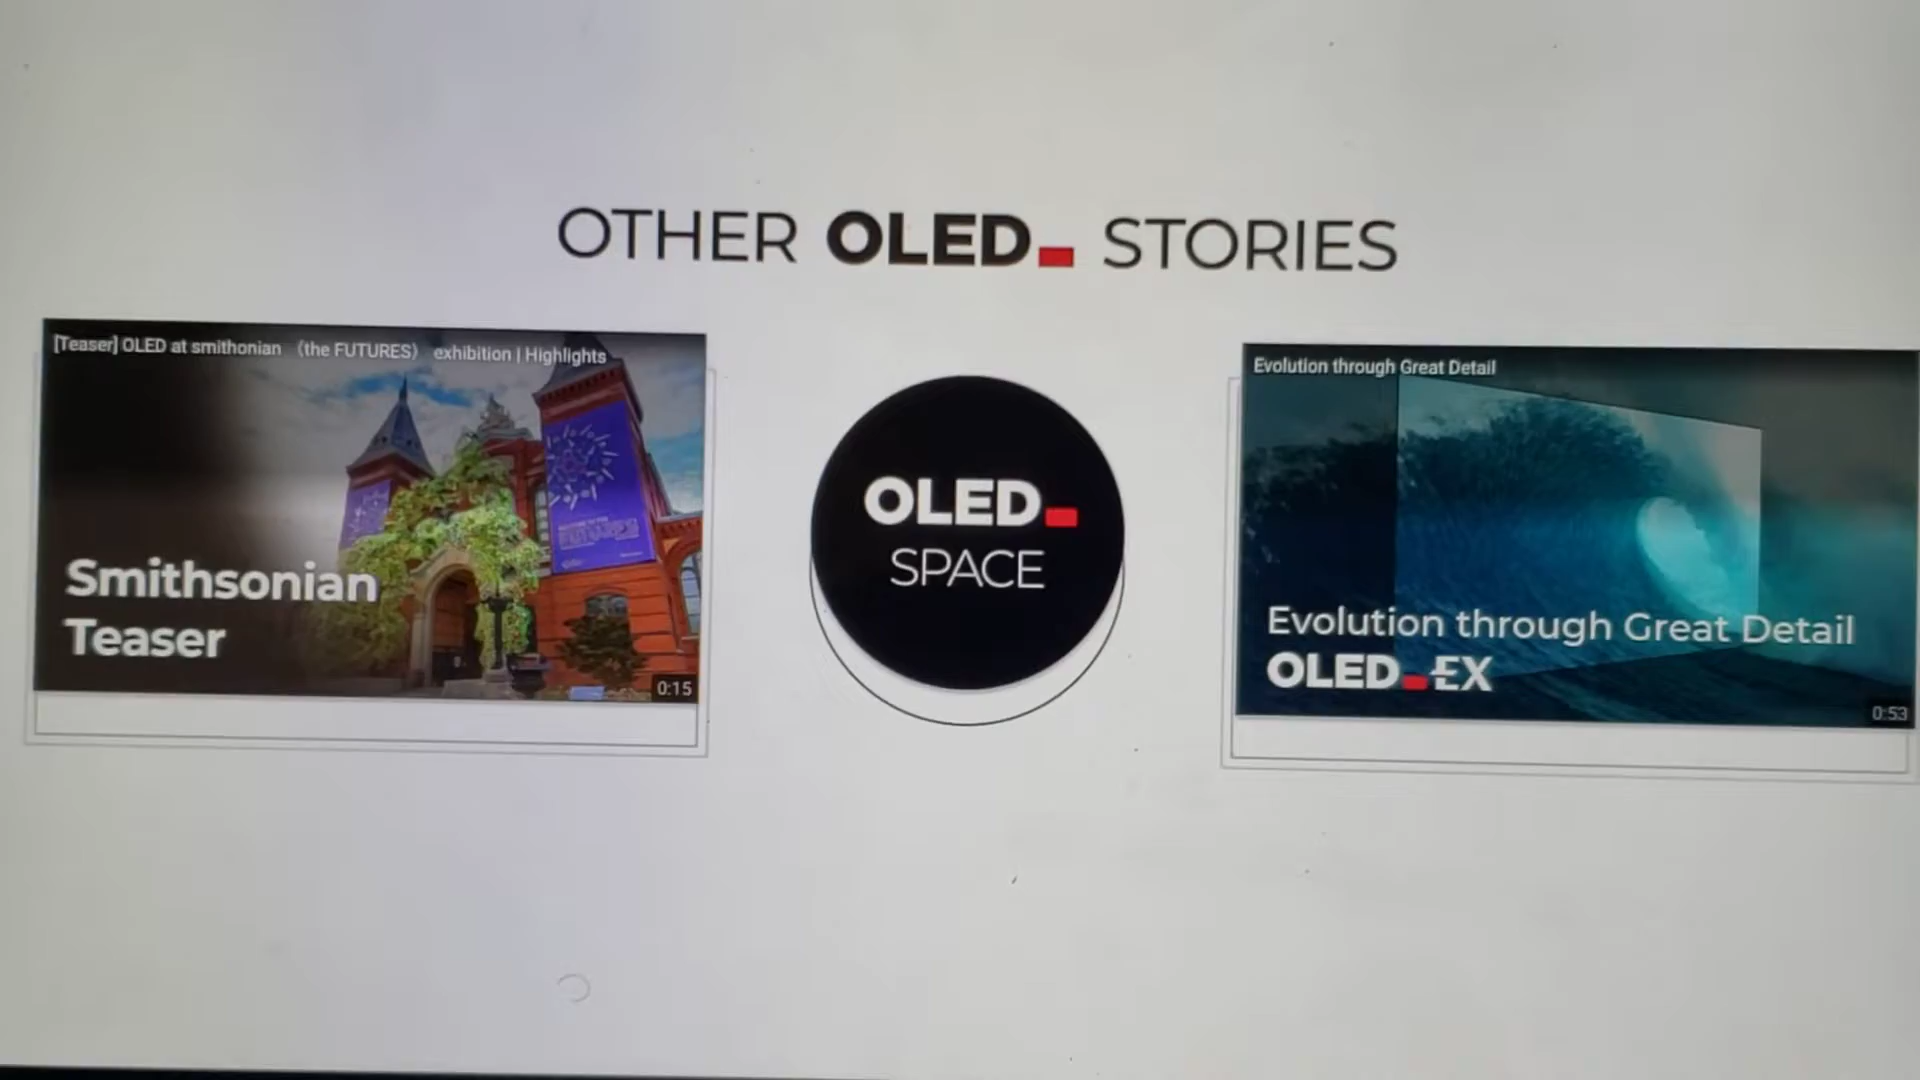 OTHER OLED STORIES
[Teaser] OLED at smithonian (the FUTURES) exhibition | Highlights
Smithsonian
Teaser
0:15
OLED
SPACE
Evolution through Great Detail
Evolution through Great Detail
OLED EX
0:53